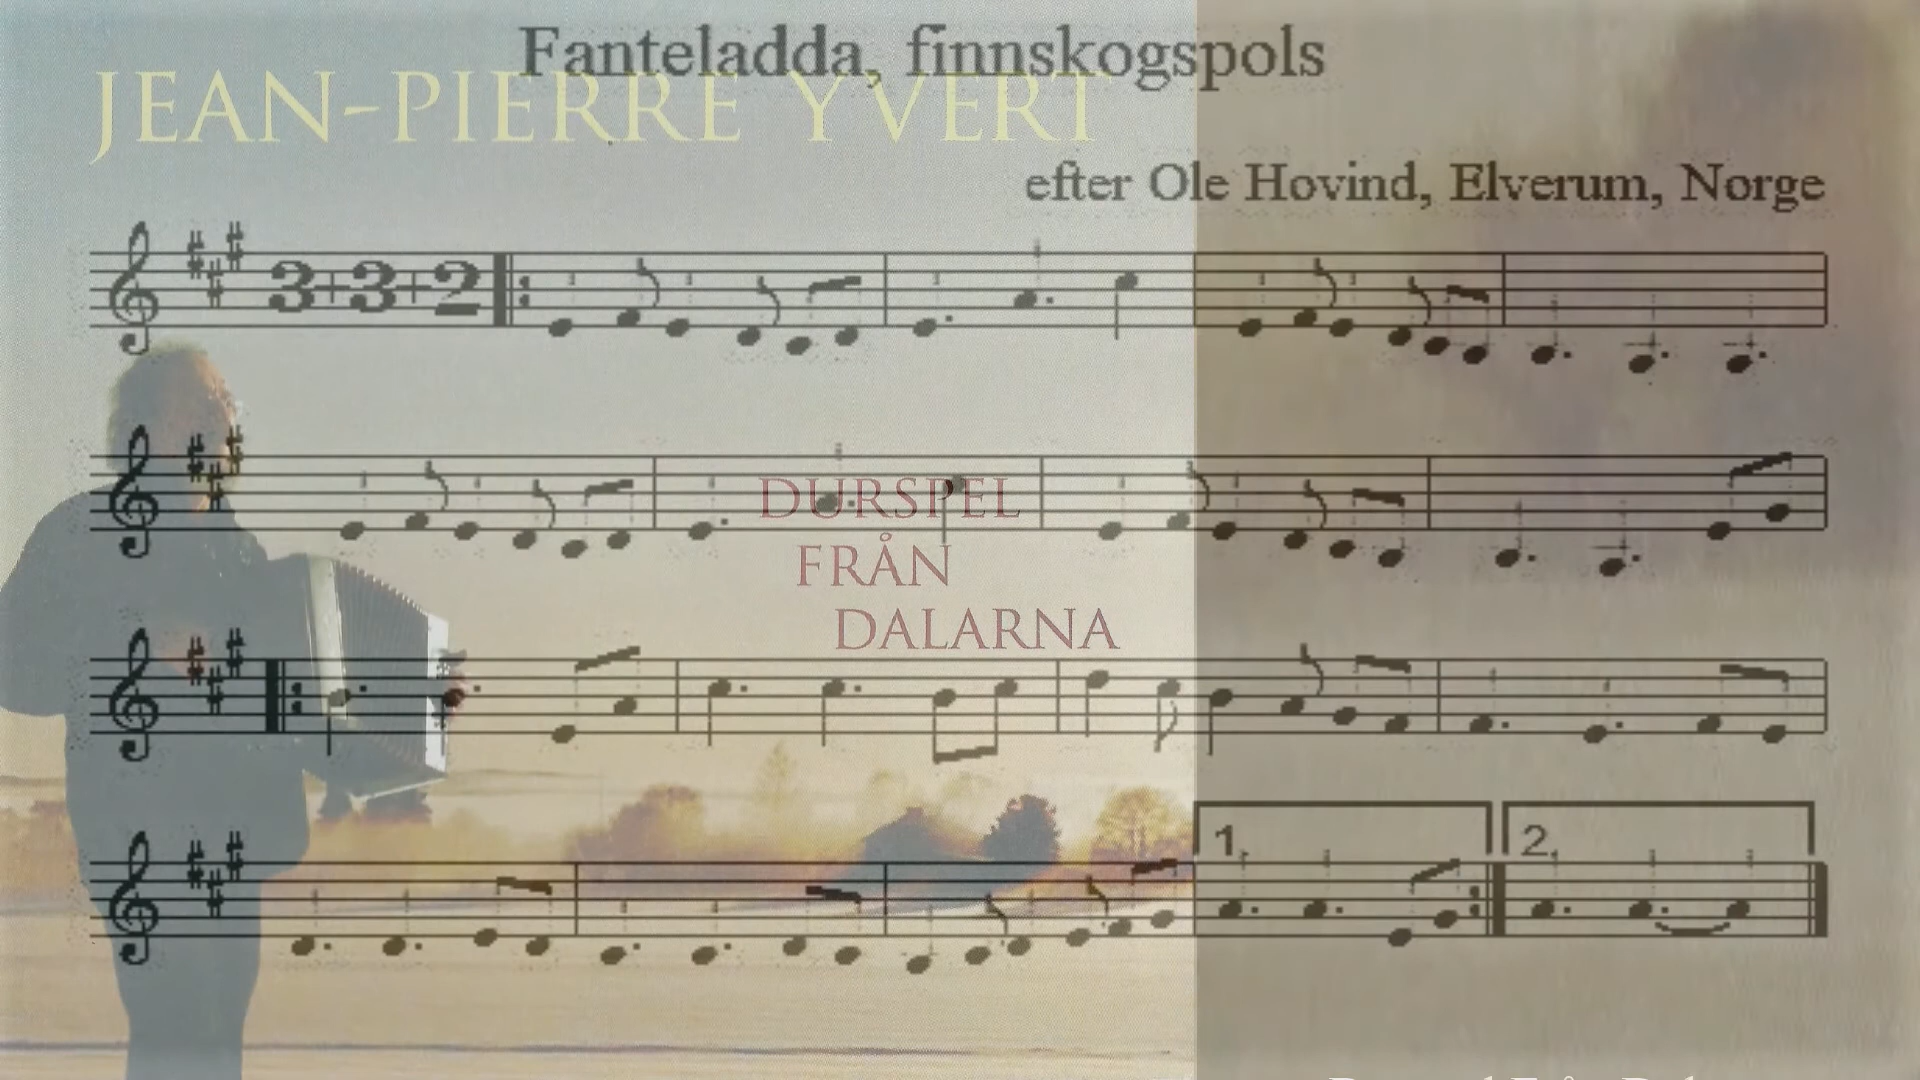 Fanteladda, finnskogspols
JEAN-PIERRE YVERT
efter Ole Hovind, Elverum, Norge
3+3+2
DURSPEL
FRÅN
DALARNA
1.
2.